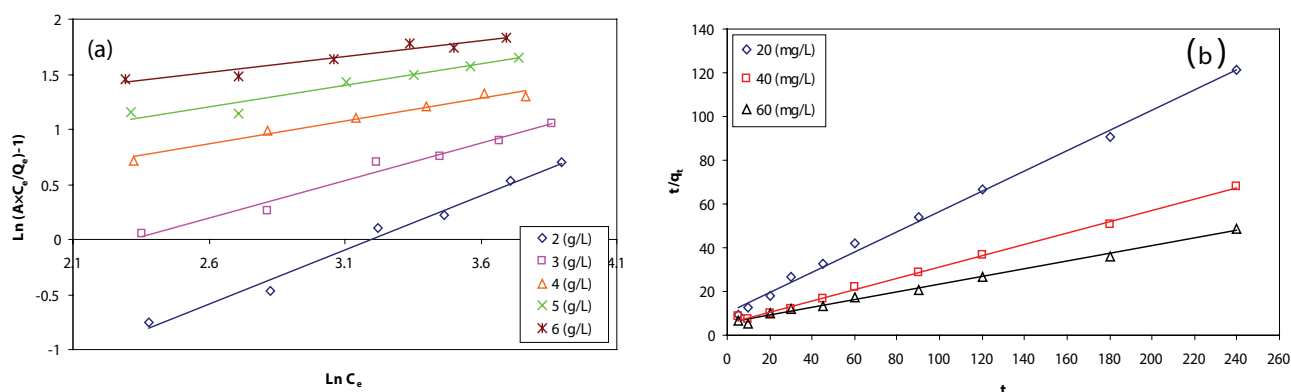 (a)
Ln (A×Cₑ/Qₑ)-1)
2
1.5
1
0.5
0
-0.5
-1
2.1
2.6
3.1
3.6
4.1
Ln Cₑ
2 (g/L)
3 (g/L)
4 (g/L)
5 (g/L)
6 (g/L)
(b)
20 (mg/L)
40 (mg/L)
60 (mg/L)
t/qₜ
140
120
100
80
60
40
20
0
0 20 40 60 80 100 120 140 160 180 200 220 240 260
t